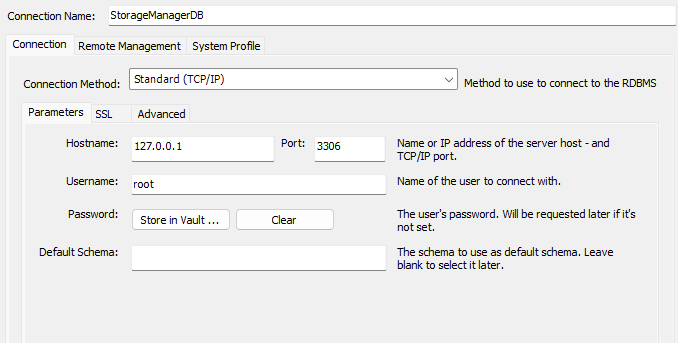 Connection Name: StorageManagerDB
Connection Remote Management System Profile
Connection Method: Standard (TCP/IP) Method to use to connect to the RDBMS
Parameters SSL Advanced
Hostname: 127.0.0.1 Port: 3306 Name or IP address of the server host - and
TCP/IP port.
Username: root Name of the user to connect with.
Password: Store in Vault ... Clear The user's password. Will be requested later if it's
not set.
Default Schema: The schema to use as default schema. Leave
blank to select it later.